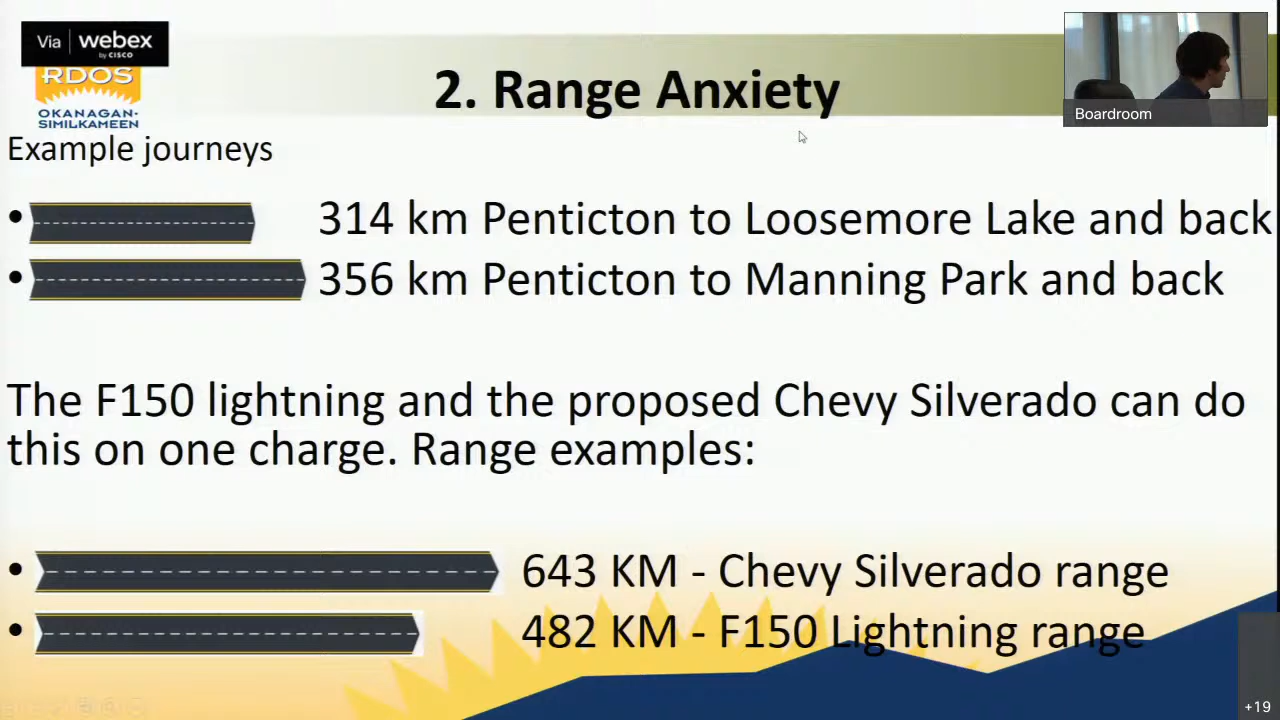 Via webex
by CISCO
RDOS
OKANAGAN-
SIMILKAMEEN
2. Range Anxiety
Boardroom
Example journeys
• 314 km Penticton to Loosemore Lake and back
• 356 km Penticton to Manning Park and back
The F150 lightning and the proposed Chevy Silverado can do
this on one charge. Range examples:
• 643 KM - Chevy Silverado range
• 482 KM - F150 Lightning range
+19